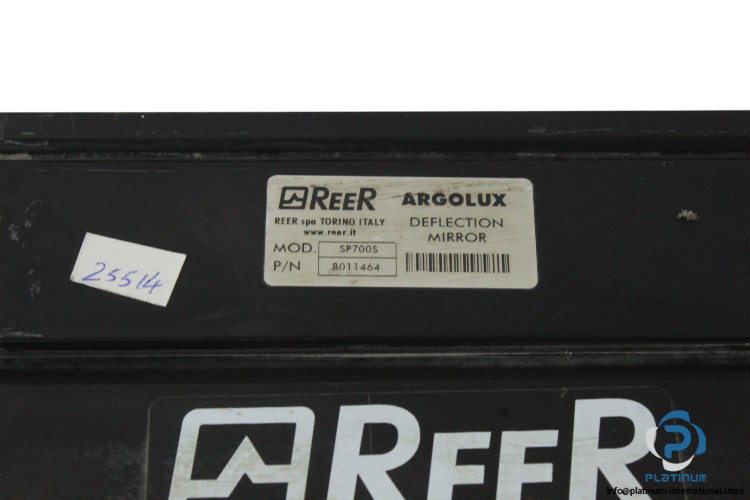 REER ARGOLUX
REER spa TORINO ITALY
www.reer.it
DEFLECTION
MIRROR
MOD. SP700S
P/N 8011464
25514
REER
PLATINUM
info@platinum-international.store